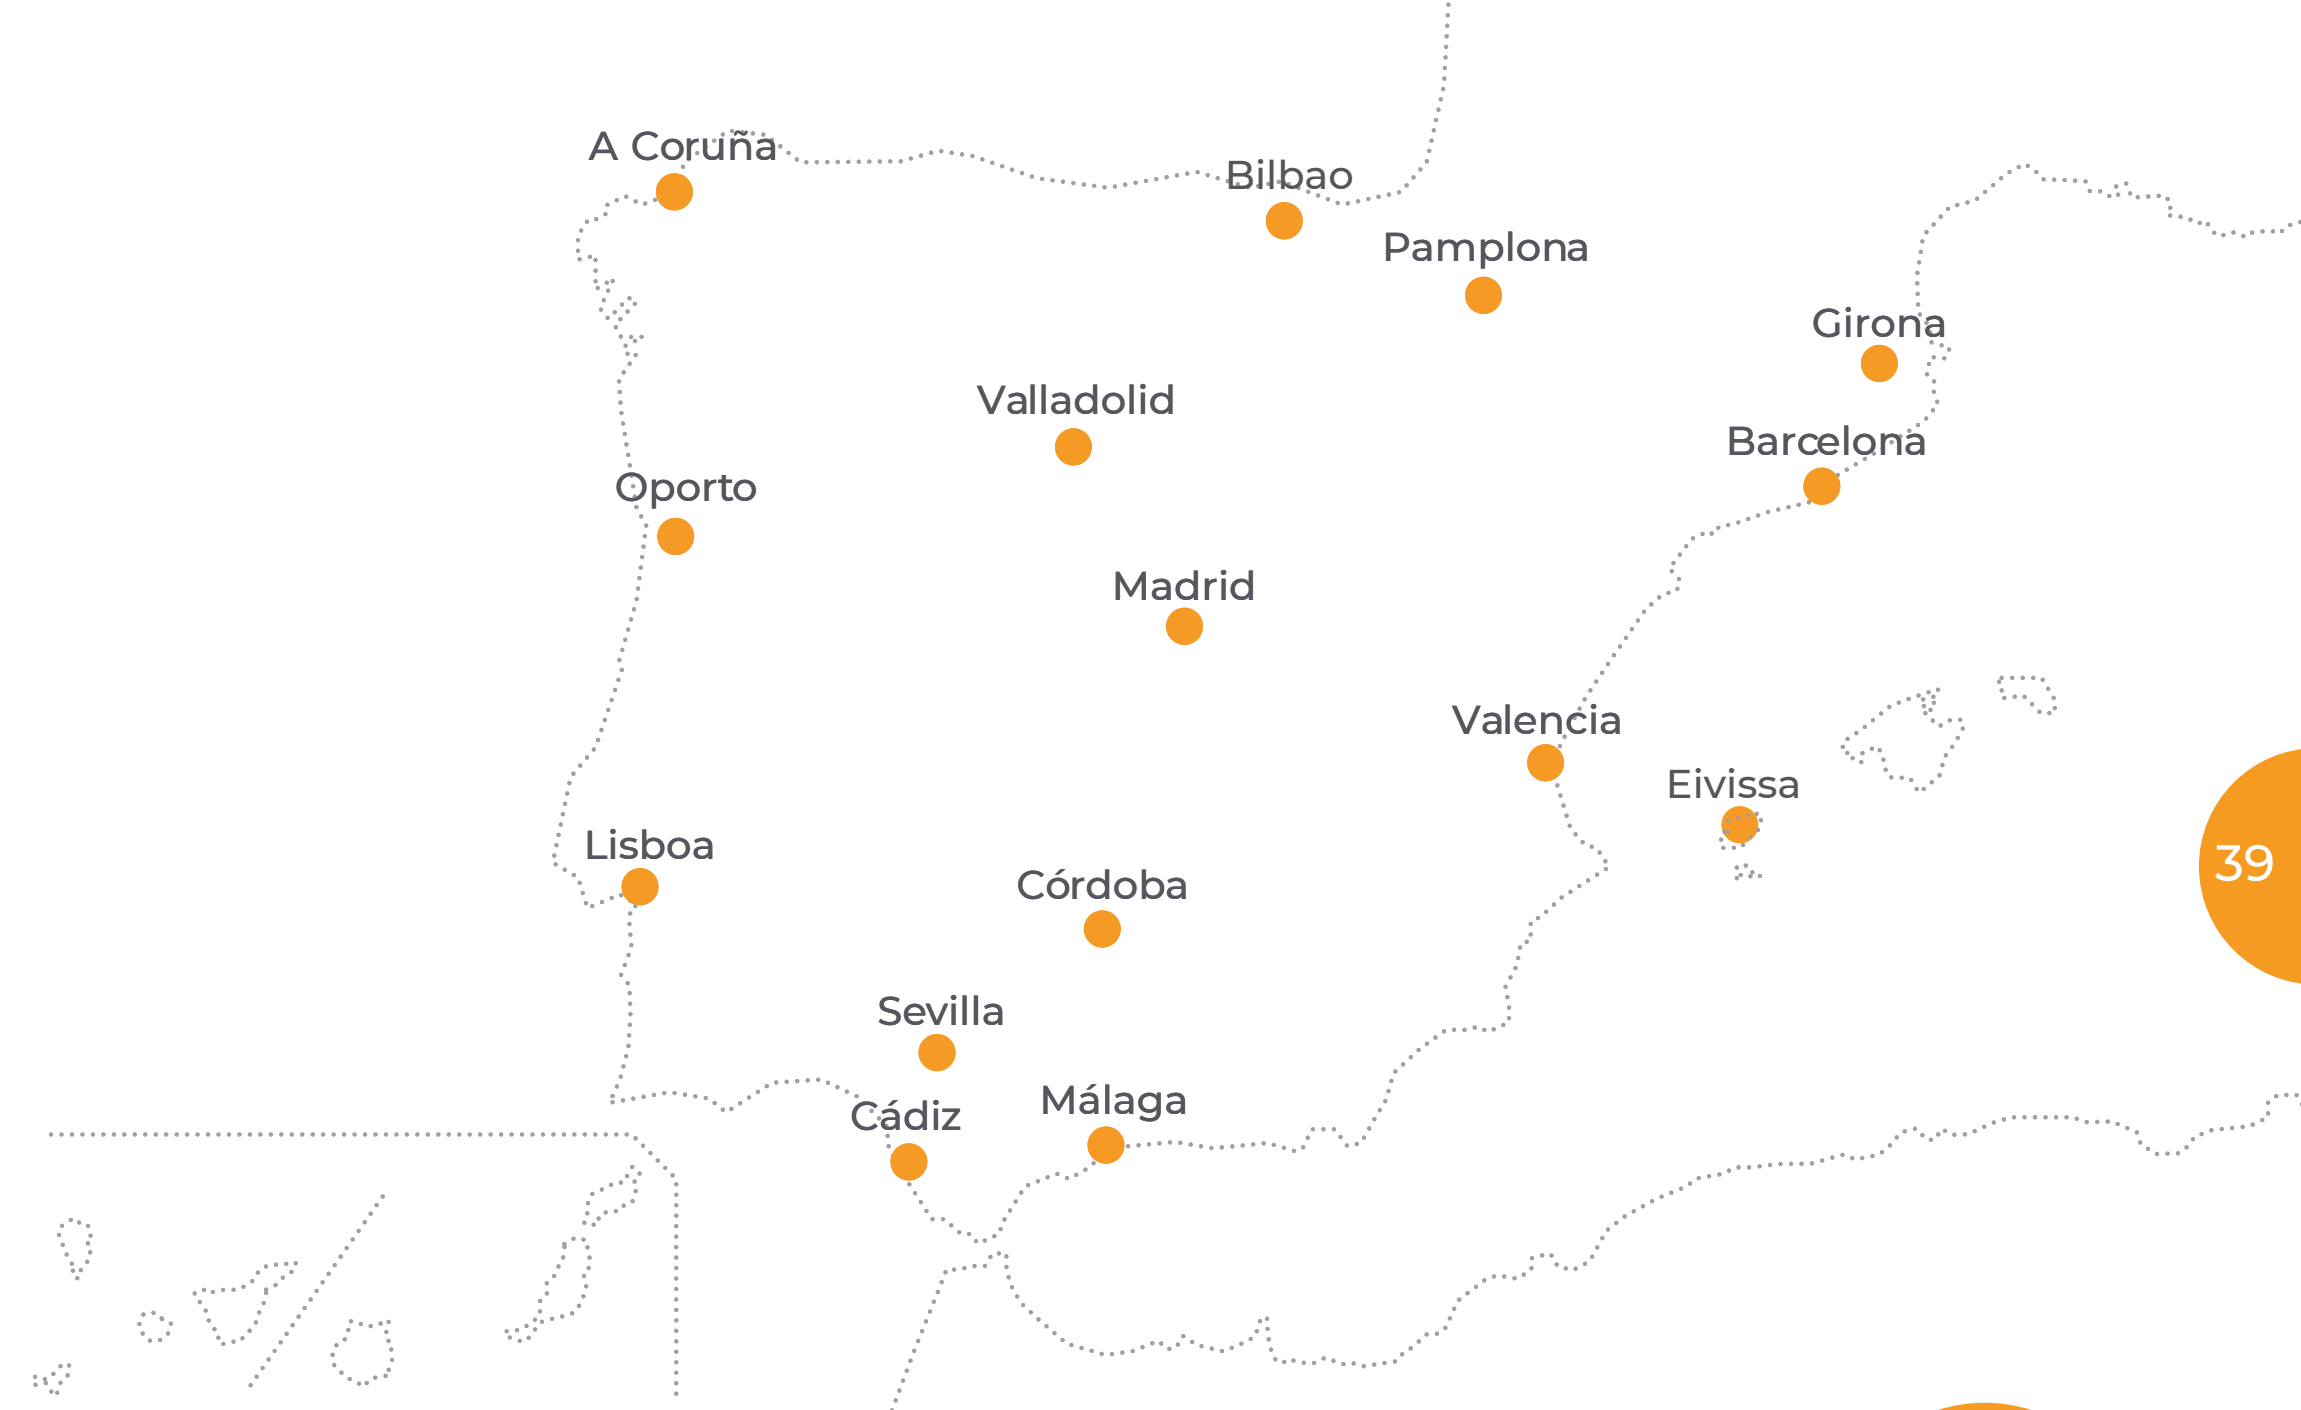 A Coruña
Bilbao
Pamplona
Girona
Valladolid
Barcelona
Oporto
Madrid
Valencia
Eivissa
Lisboa
39
Córdoba
Sevilla
Málaga
Cádiz